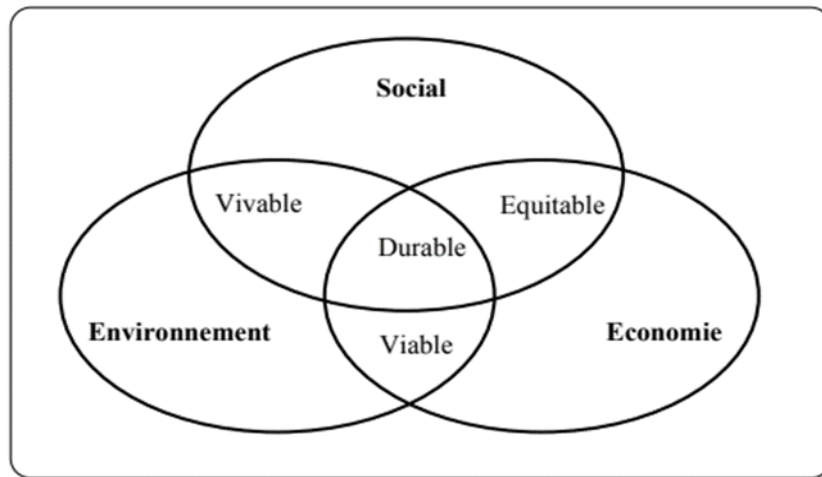 Social
Vivable
Equitable
Durable
Environnement
Viable
Economie